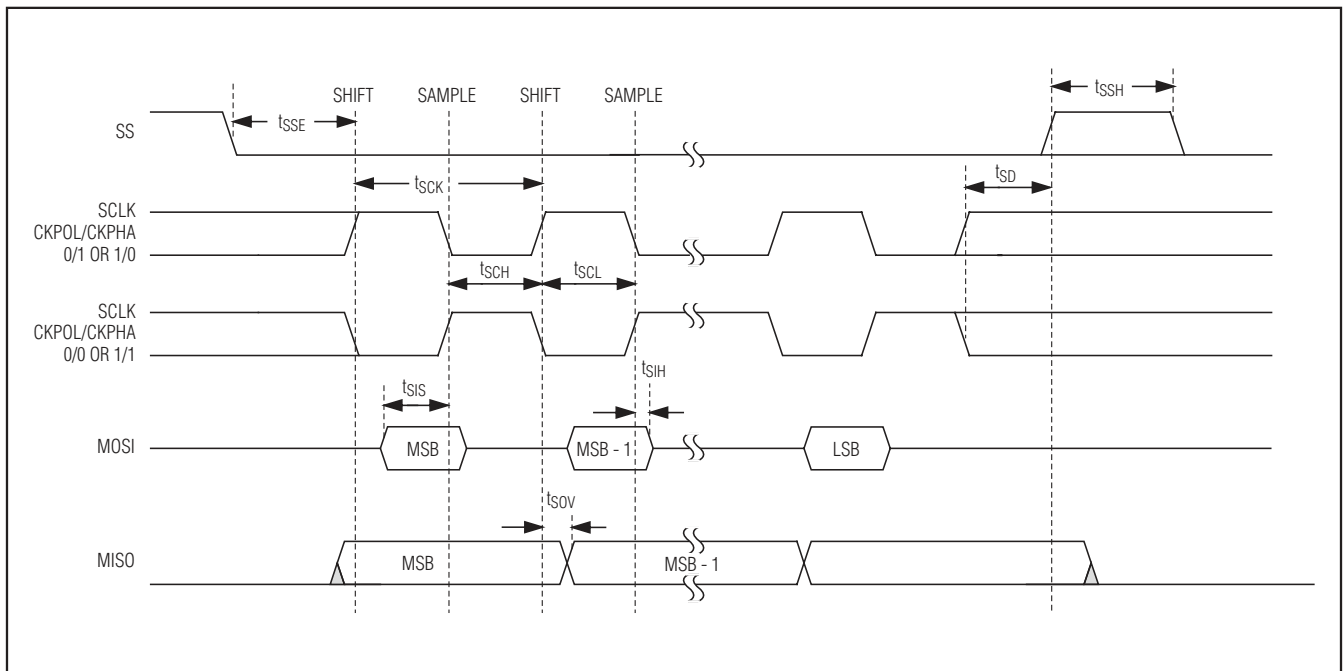 SHIFT SAMPLE SHIFT SAMPLE
tSSH
tSSE
SS
tSD
tSCK
SCLK
CKPOL/CKPHA
0/1 OR 1/0
tSCH tSCL
SCLK
CKPOL/CKPHA
0/0 OR 1/1
tSIH
tSIS
MOSI MSB MSB - 1 LSB
tSOV
MISO MSB MSB - 1